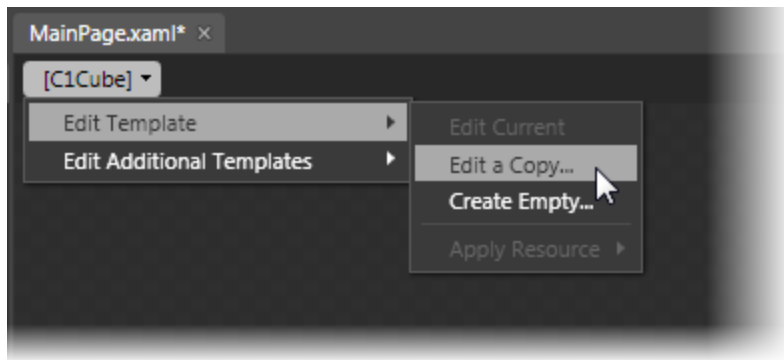 MainPage.xaml* ×
[C1Cube]
Edit Template
Edit Additional Templates
Edit Current
Edit a Copy...
Create Empty...
Apply Resource